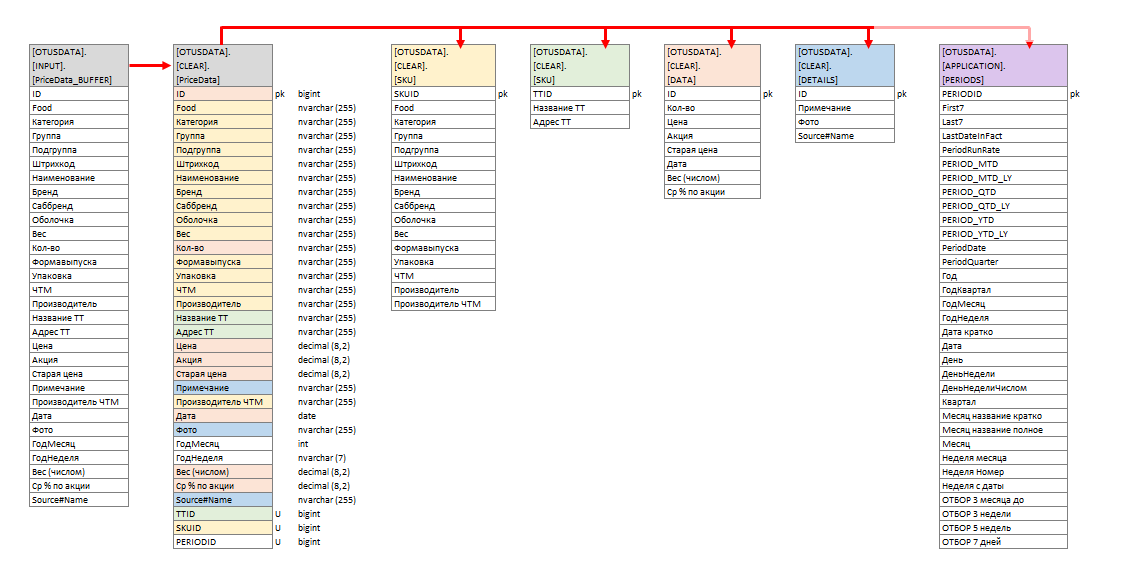 [OTUSDATA].
[INPUT].
[PriceData_BUFFER]
ID
Food
Категория
Группа
Подгруппа
Штрихкод
Наименование
Бренд
Саббренд
Оболочка
Вес
Кол-во
Формавыпуска
Упаковка
ЧТМ
Производитель
Название ТТ
Адрес ТТ
Цена
Акция
Старая цена
Примечание
Производитель ЧТМ
Дата
Фото
ГодМесяц
ГодНеделя
Вес (числом)
Ср % по акции
Source#Name
[OTUSDATA].
[CLEAR].
[PriceData]
ID pk bigint
Food nvarchar (255)
Категория nvarchar (255)
Группа nvarchar (255)
Подгруппа nvarchar (255)
Штрихкод nvarchar (255)
Наименование nvarchar (255)
Бренд nvarchar (255)
Саббренд nvarchar (255)
Оболочка nvarchar (255)
Вес nvarchar (255)
Кол-во nvarchar (255)
Формавыпуска nvarchar (255)
Упаковка nvarchar (255)
ЧТМ nvarchar (255)
Производитель nvarchar (255)
Название ТТ nvarchar (255)
Адрес ТТ nvarchar (255)
Цена decimal (8,2)
Акция decimal (8,2)
Старая цена decimal (8,2)
Примечание nvarchar (255)
Производитель ЧТМ nvarchar (255)
Дата date
Фото nvarchar (255)
ГодМесяц int
ГодНеделя nvarchar (7)
Вес (числом) decimal (8,2)
Ср % по акции decimal (8,2)
Source#Name nvarchar (255)
TTID U bigint
SKUID U bigint
PERIODID U bigint
[OTUSDATA].
[CLEAR].
[SKU]
SKUID pk
Food
Категория
Группа
Подгруппа
Штрихкод
Наименование
Бренд
Саббренд
Оболочка
Вес
Формавыпуска
Упаковка
ЧТМ
Производитель
Производитель ЧТМ
[OTUSDATA].
[CLEAR].
[SKU]
TTID pk
Название ТТ
Адрес ТТ
[OTUSDATA].
[CLEAR].
[DATA]
ID pk
Кол-во
Цена
Акция
Старая цена
Дата
Вес (числом)
Ср % по акции
[OTUSDATA].
[CLEAR].
[DETAILS]
ID pk
Примечание
Фото
Source#Name
[OTUSDATA].
[APPLICATION].
[PERIODS]
PERIODID pk
First7
Last7
LastDateInFact
PeriodRunRate
PERIOD_MTD
PERIOD_MTD_LY
PERIOD_QTD
PERIOD_QTD_LY
PERIOD_YTD
PERIOD_YTD_LY
PeriodDate
PeriodQuarter
Год
ГодКвартал
ГодМесяц
ГодНеделя
Дата кратко
Дата
День
ДеньНедели
ДеньНеделиЧислом
Квартал
Месяц название кратко
Месяц название полное
Месяц
Неделя месяца
Неделя Номер
Неделя с даты
ОТБОР 3 месяца до
ОТБОР 3 недели
ОТБОР 5 недель
ОТБОР 7 дней